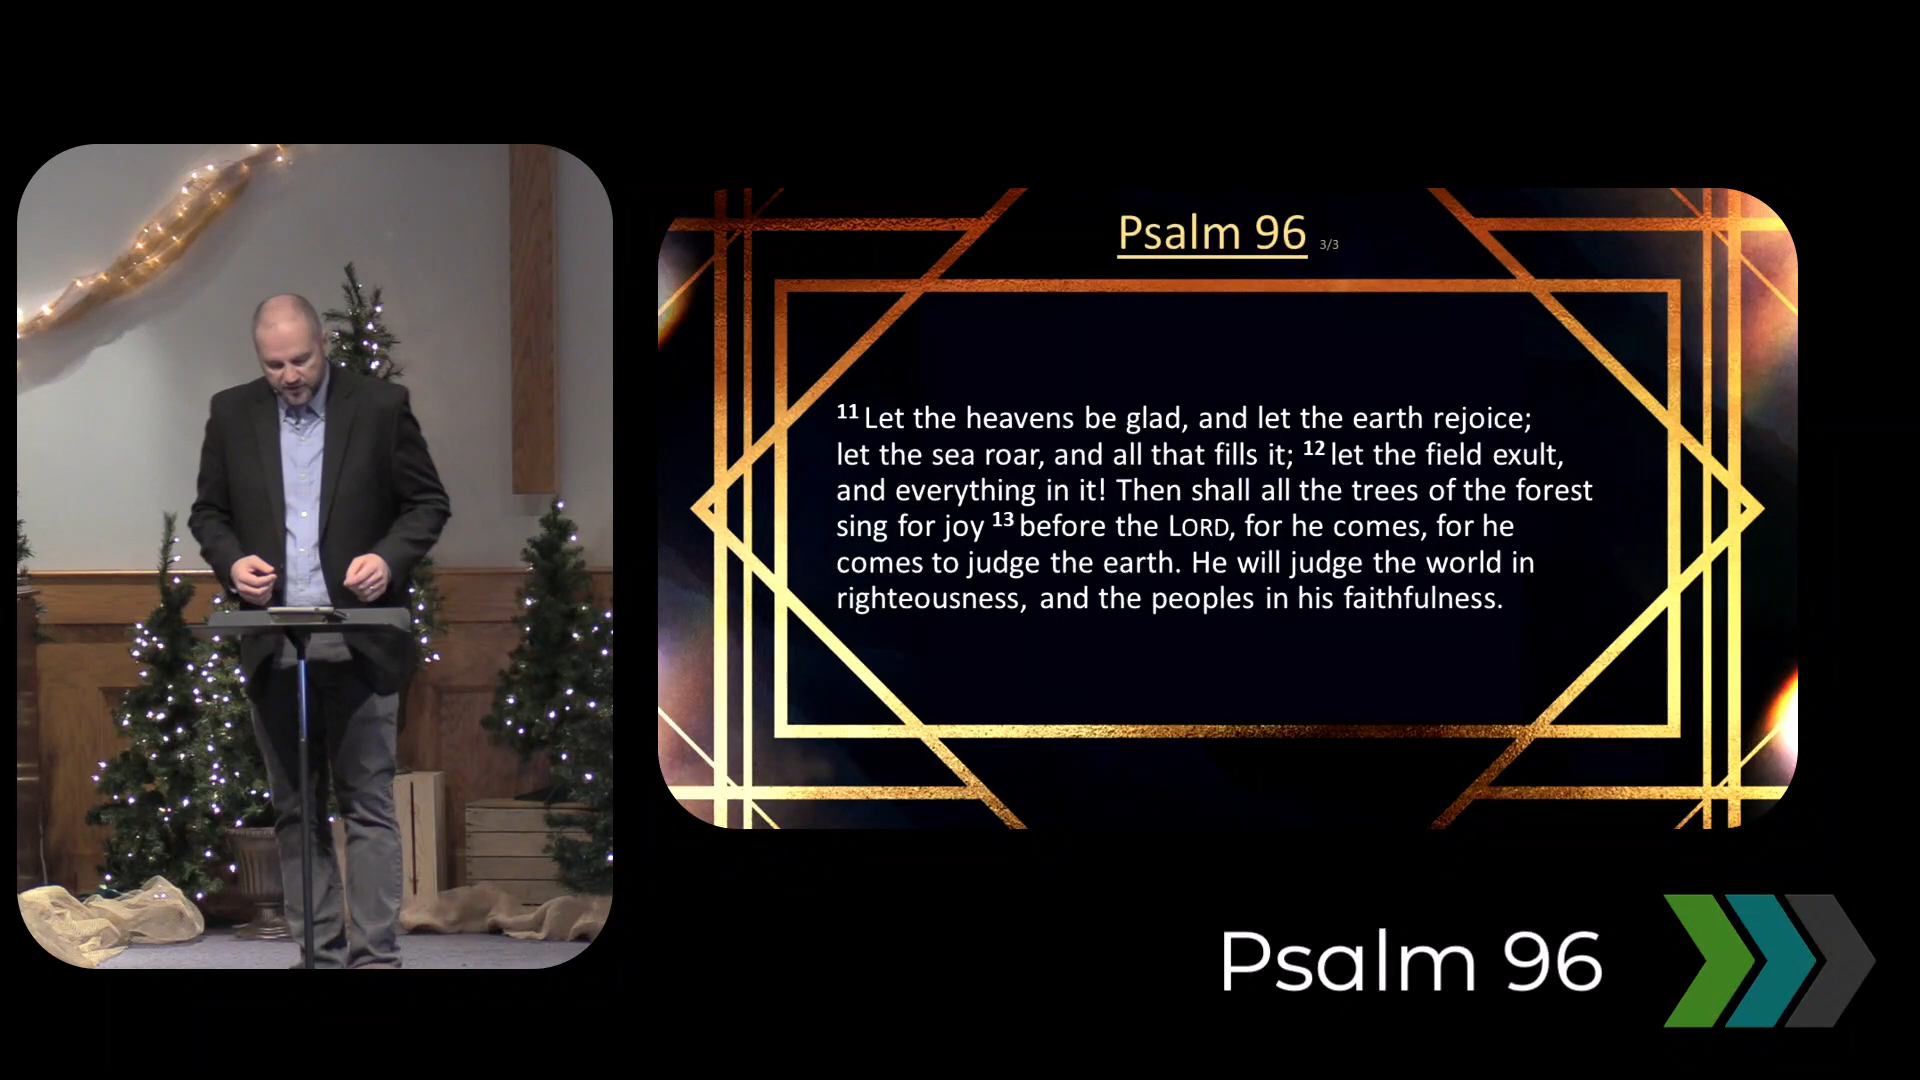 Psalm 96 3/3
11 Let the heavens be glad, and let the earth rejoice;
let the sea roar, and all that fills it; 12 let the field exult,
and everything in it! Then shall all the trees of the forest
sing for joy 13 before the LORD, for he comes, for he
comes to judge the earth. He will judge the world in
righteousness, and the peoples in his faithfulness.
Psalm 96